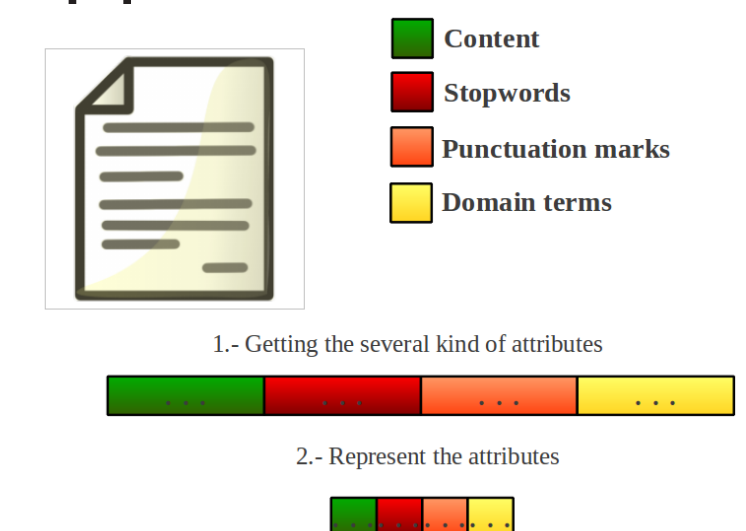 Content
Stopwords
Punctuation marks
Domain terms
1.- Getting the several kind of attributes
. . .
. . .
. . .
. . .
2.- Represent the attributes